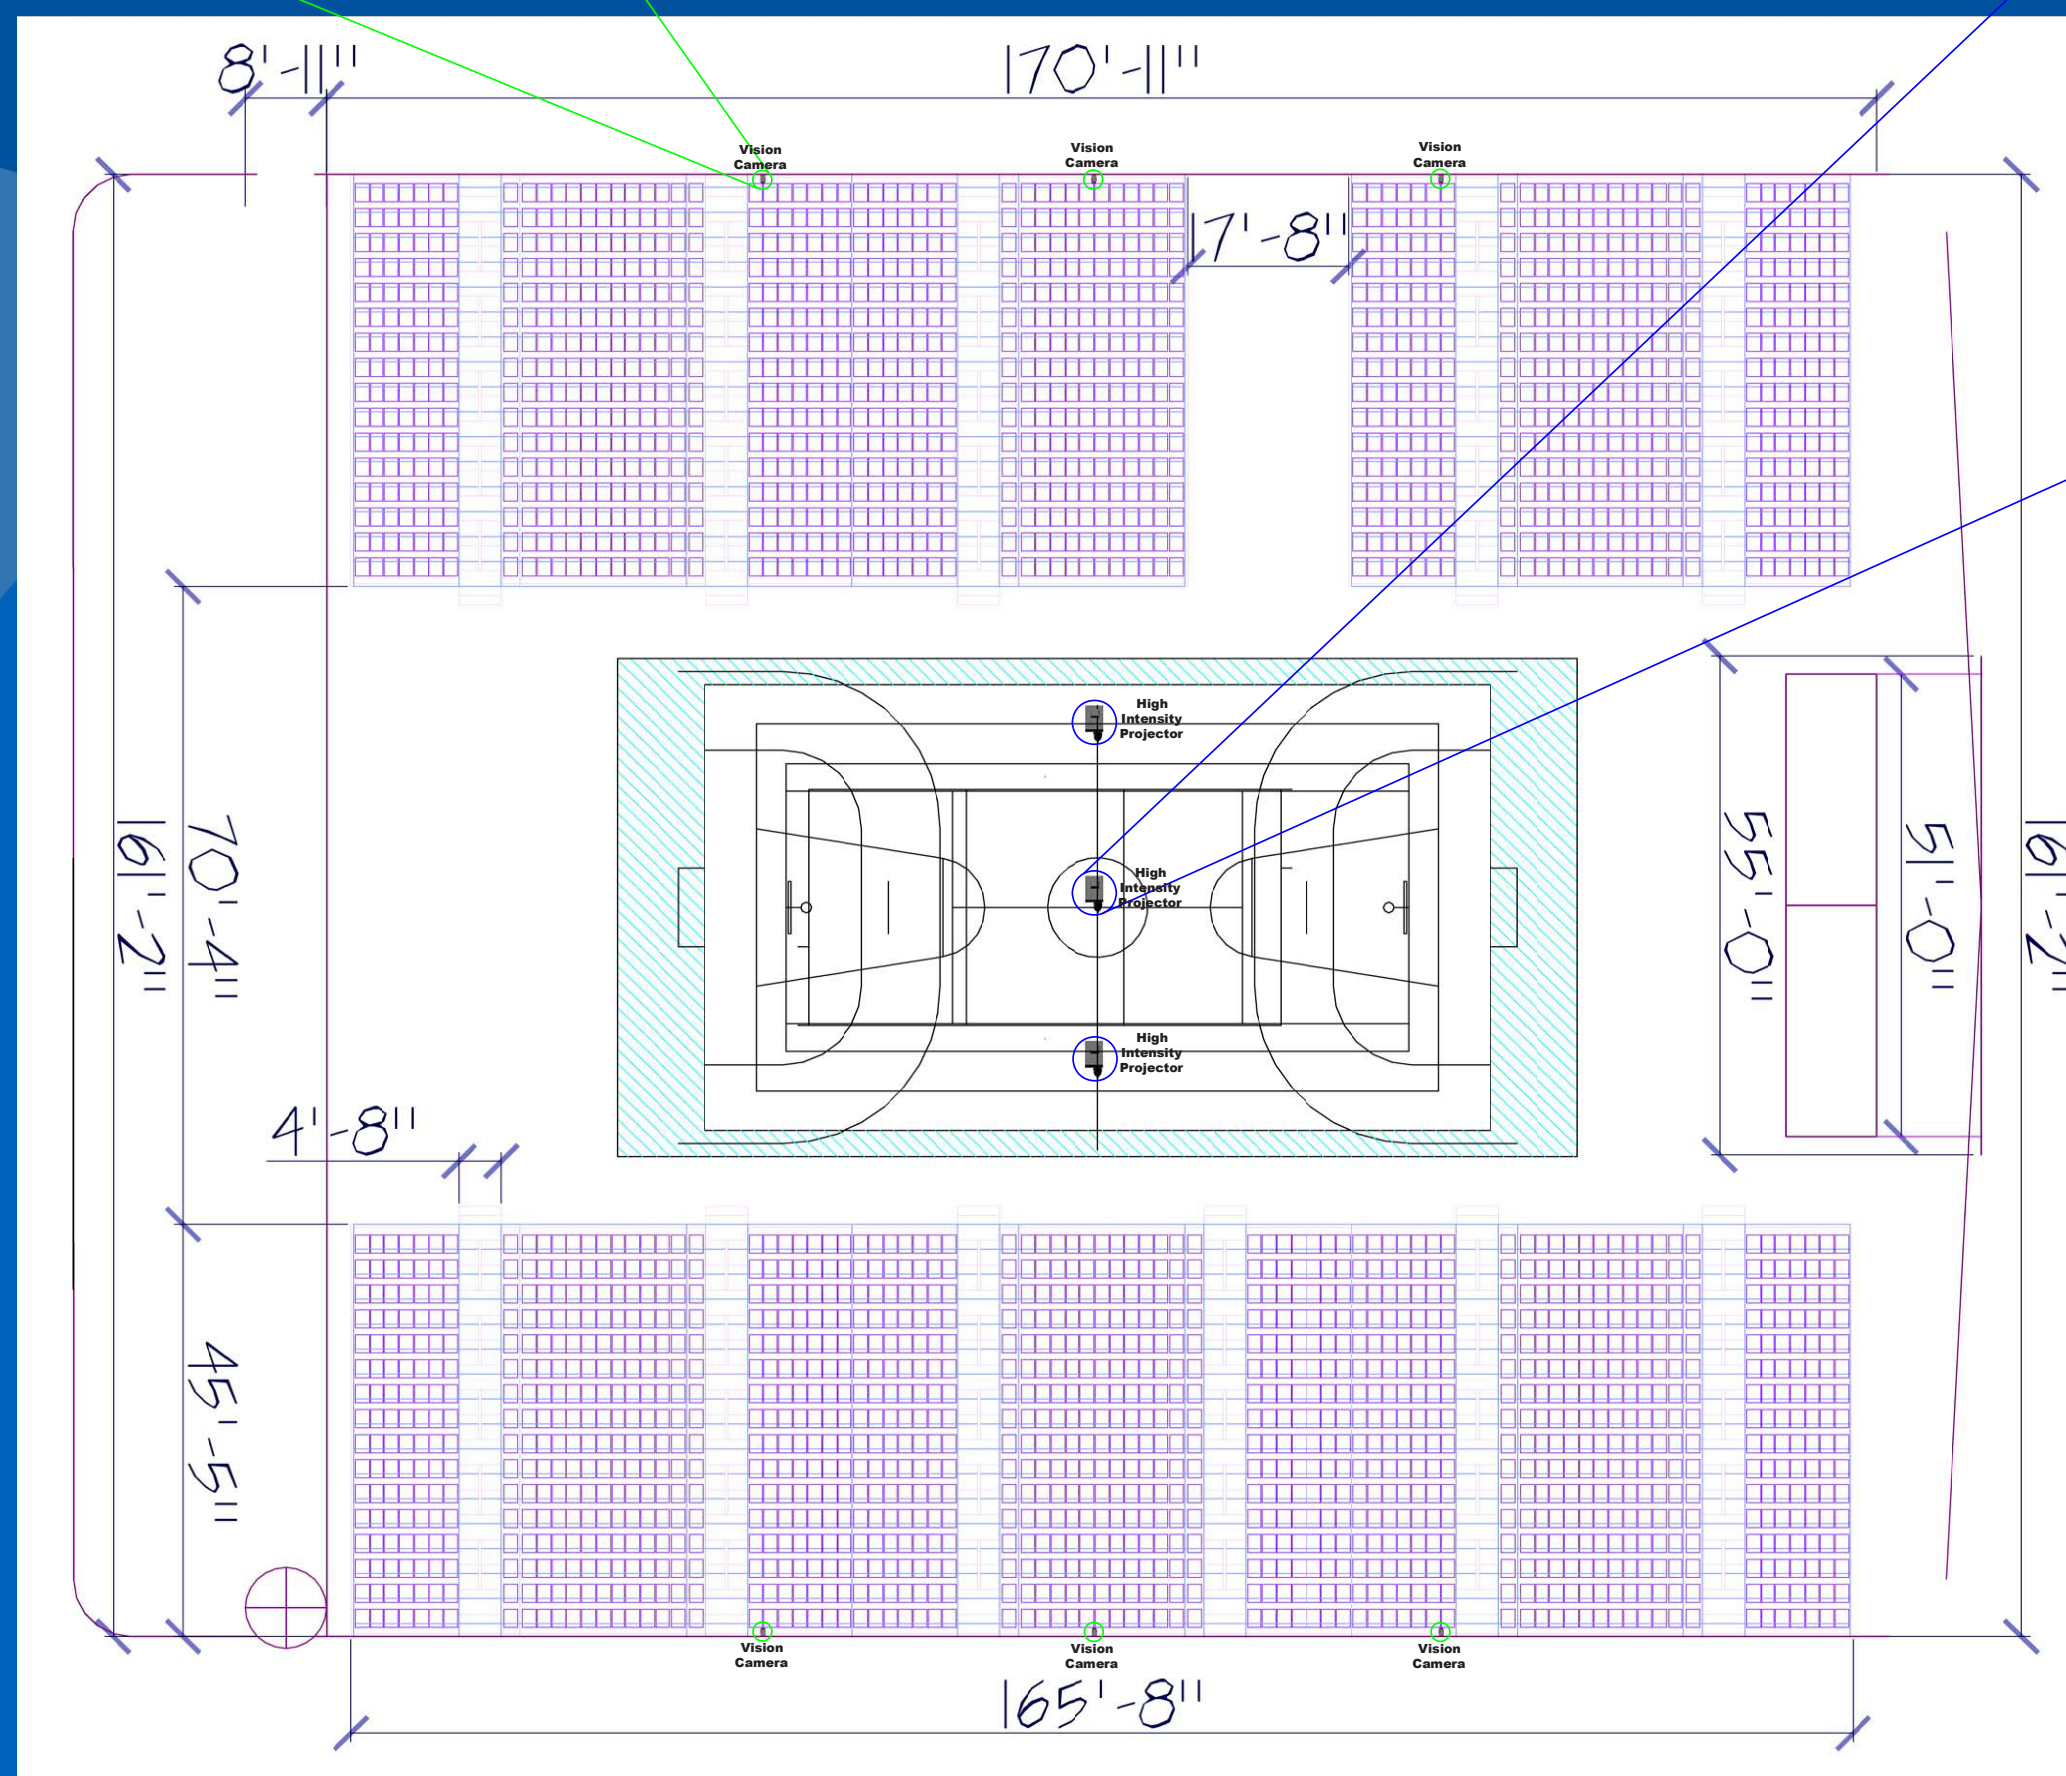 8'-11"
170'-11"
Vision
Camera
Vision
Camera
Vision
Camera
17'-8"
High
Intensity
Projector
High
Intensity
Projector
High
Intensity
Projector
161'-2"
70'-4"
55'-0"
51'-0"
161'-2"
4'-8"
45'-5"
Vision
Camera
Vision
Camera
Vision
Camera
165'-8"